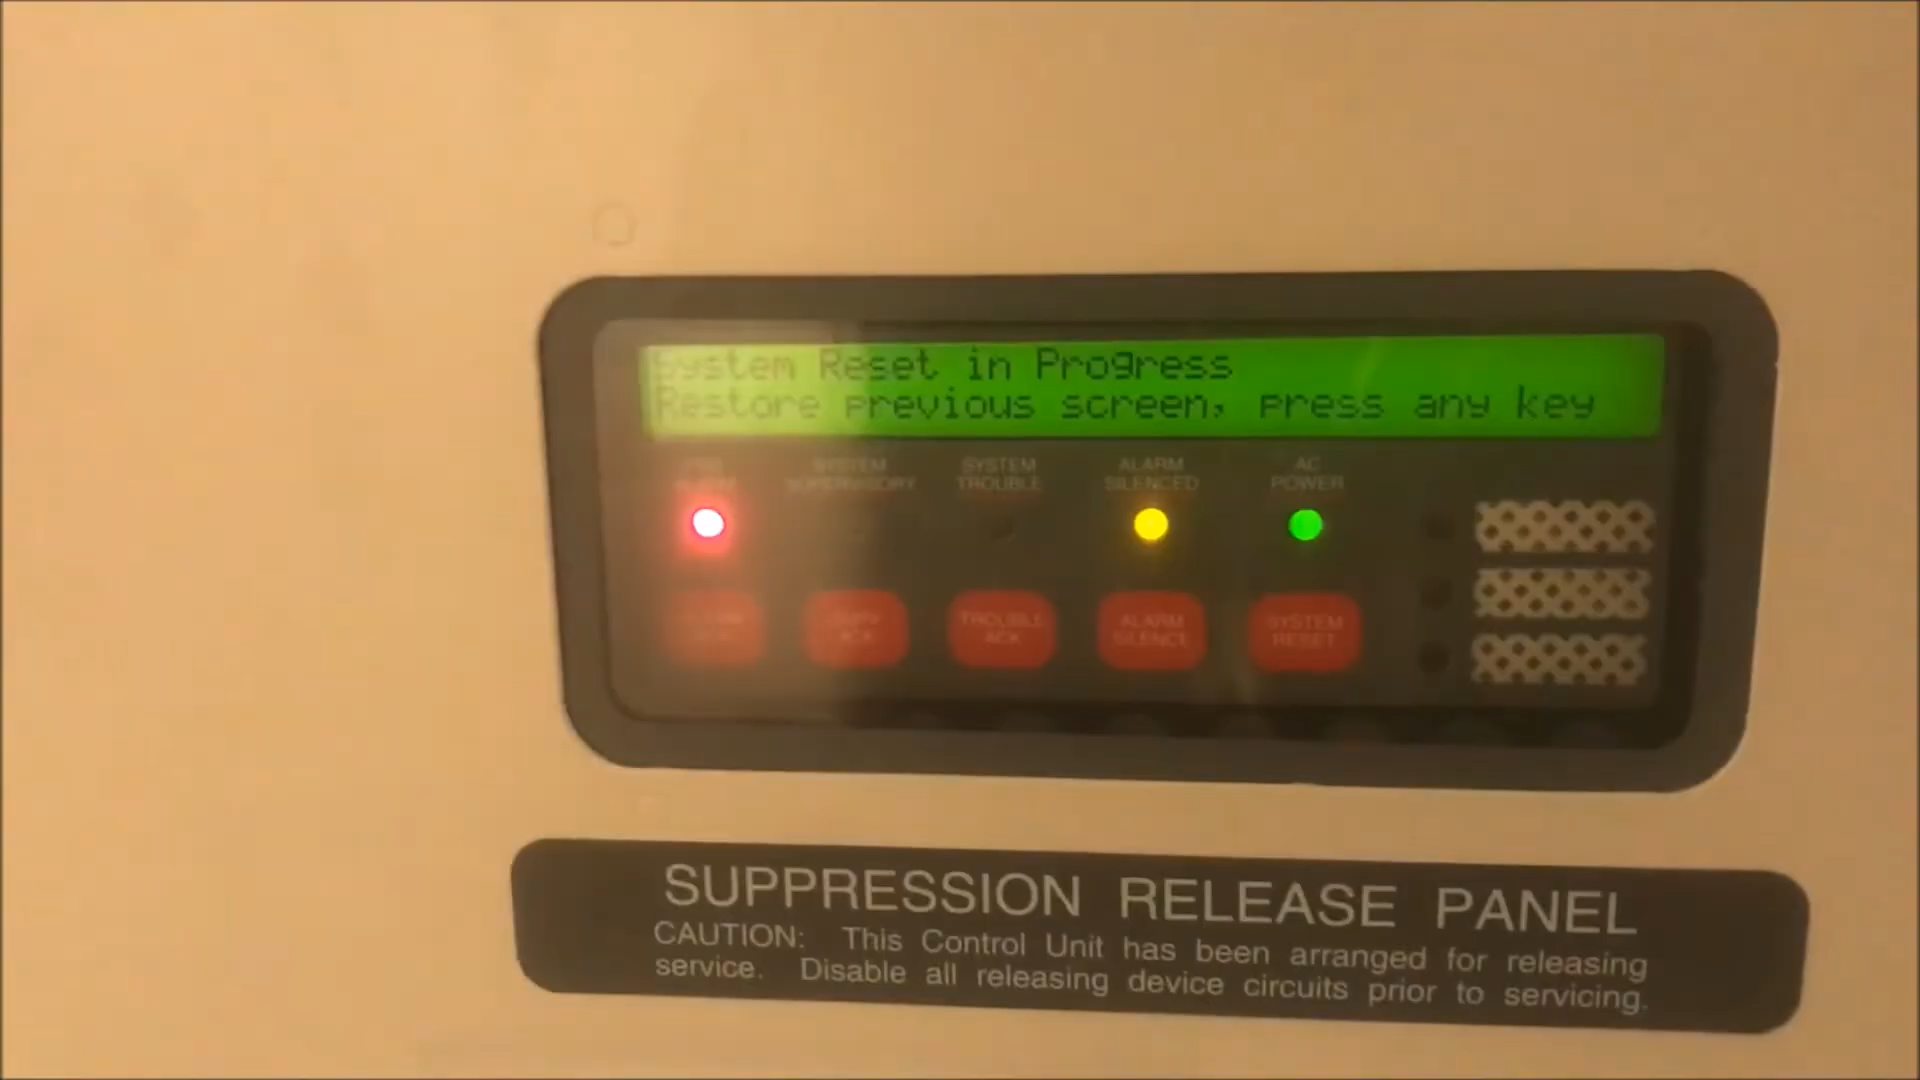 System Reset in Progress
Restore previous screen, press any key
SYSTEM SUPERVISORY
SYSTEM TROUBLE
ALARM SILENCED
AC POWER
ACK
TROUBLE ACK
ALARM SILENCE
SYSTEM RESET
SUPPRESSION RELEASE PANEL
CAUTION: This Control Unit has been arranged for releasing
service. Disable all releasing device circuits prior to servicing.